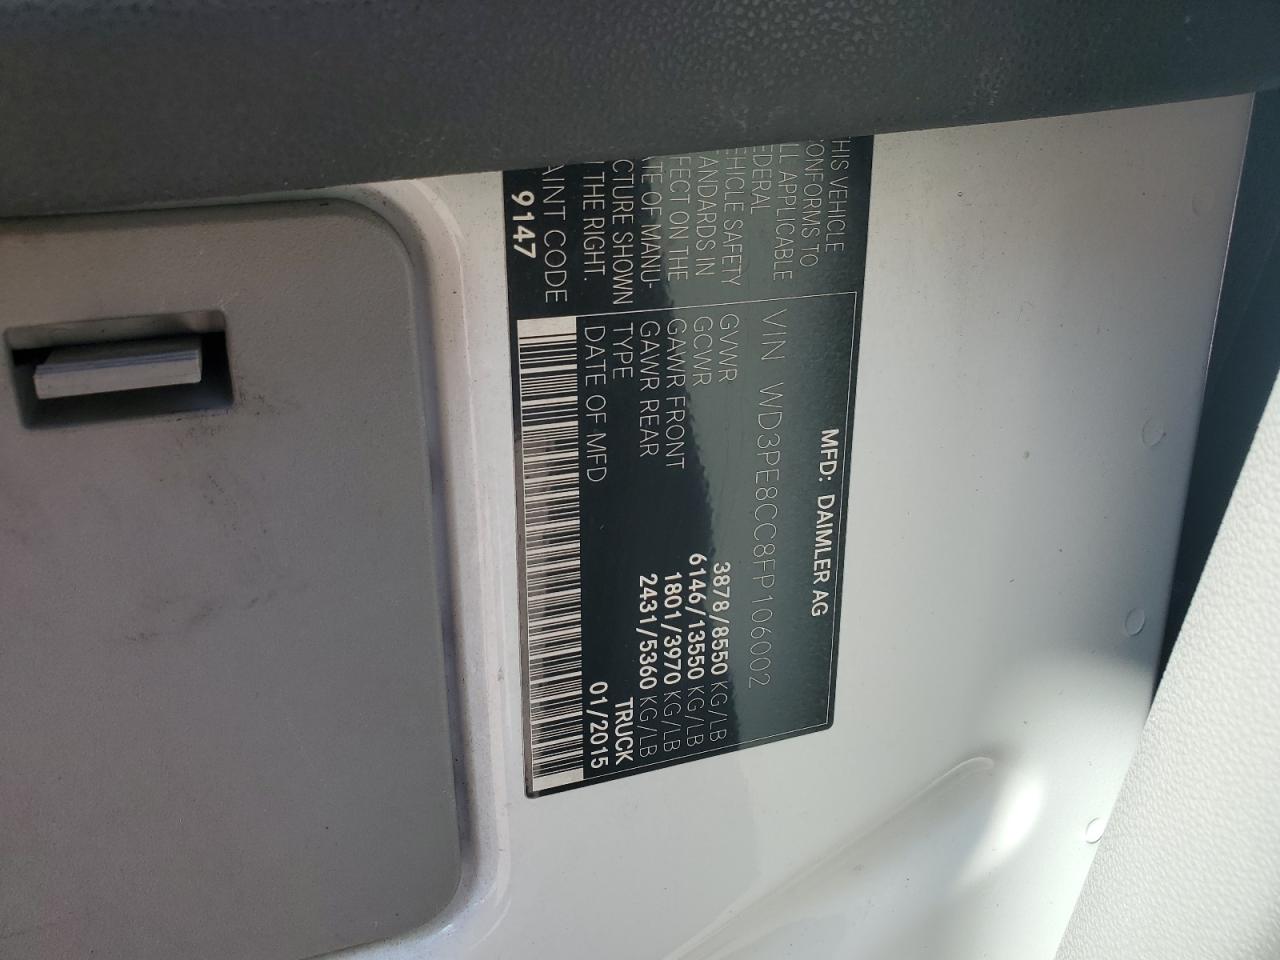 HIS VEHICLE
ONFORMS TO
LL APPLICABLE
EDERAL
EHICLE SAFETY
ANDARDS IN
FECT ON THE
TE OF MANU-
CTURE SHOWN
THE RIGHT.
AINT CODE
9147
MFD: DAIMLER AG
VIN WD3PE8CC8FP106002
GVWR 3878/8550 KG/LB
GCWR 6146/13550 KG/LB
GAWR FRONT 1801/3970 KG/LB
GAWR REAR 2431/5360 KG/LB
TYPE TRUCK
DATE OF MFD 01/2015